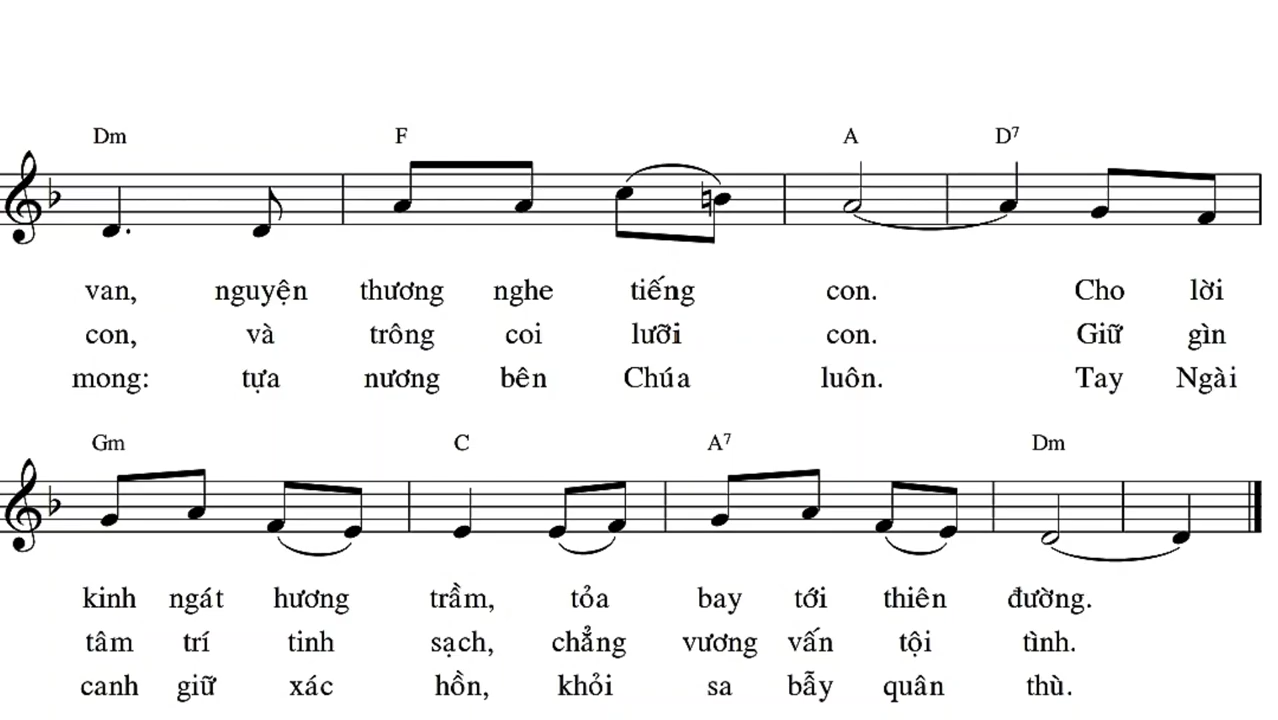 Dm F A D7
van, nguyện thương nghe tiếng con. Cho lời
con, và trông coi lưỡi con. Giữ gìn
mong: tựa nương bên Chúa luôn. Tay Ngài
Gm C A7 Dm
kinh ngát hương trầm, tỏa bay tới thiên đường.
tâm trí tinh sạch, chẳng vương vấn tội tình.
canh giữ xác hồn, khỏi sa bẫy quân thù.